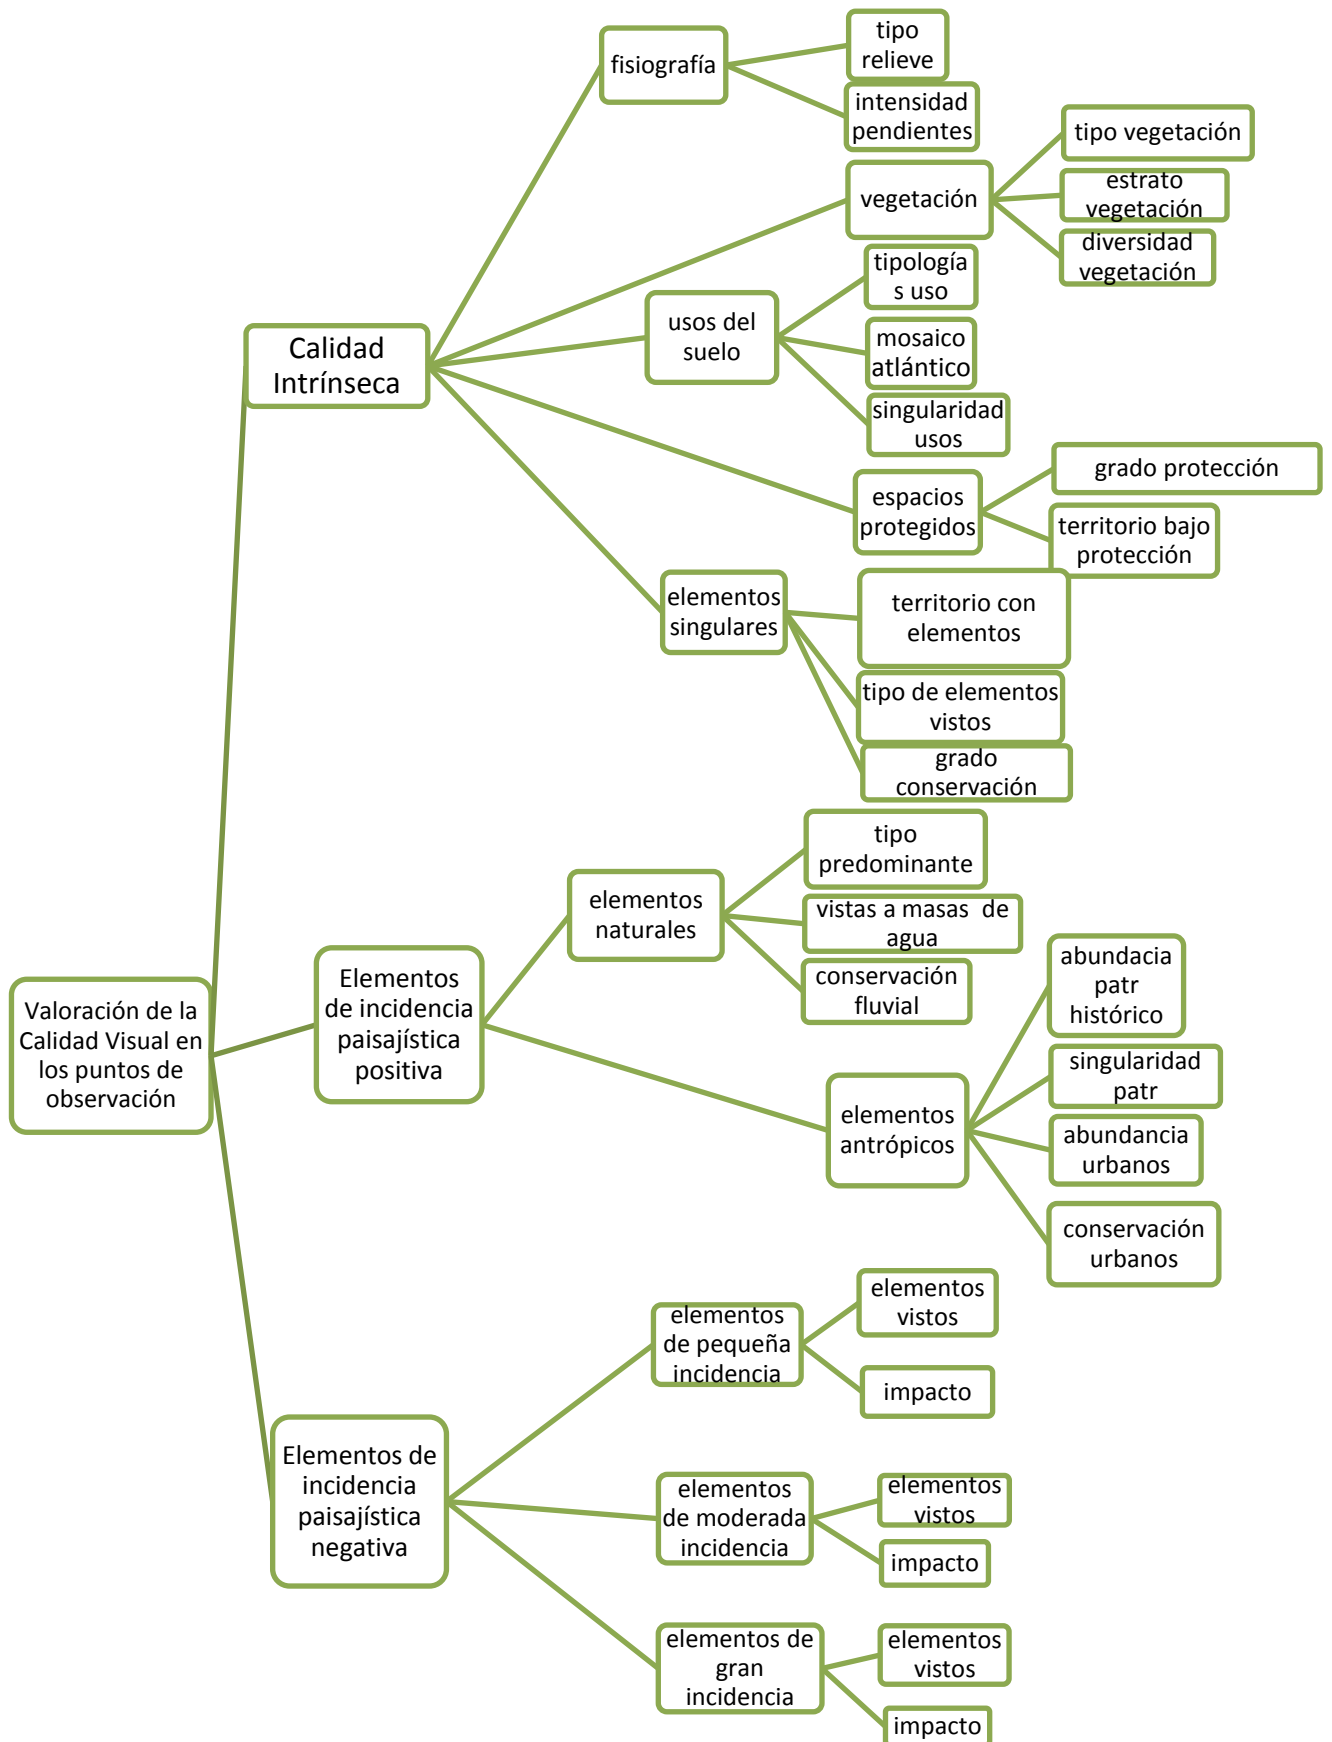 tipo
relieve
fisiografía
intensidad
pendientes
tipo vegetación
estrato
vegetación
vegetación
diversidad
vegetación
tipología
s uso
usos del
suelo
mosaico
atlántico
Calidad
Intrínseca
singularidad
usos
grado protección
espacios
protegidos
territorio bajo
protección
elementos
singulares
territorio con
elementos
tipo de elementos
vistos
grado
conservación
tipo
predominante
elementos
naturales
vistas a masas  de
agua
conservación
fluvial
Elementos
de incidencia
paisajística
positiva
abundacia
patr
histórico
Valoración de la
Calidad Visual en
los puntos de
observación
singularidad
patr
elementos
antrópicos
abundancia
urbanos
conservación
urbanos
elementos
vistos
elementos
de pequeña
incidencia
impacto
Elementos de
incidencia
paisajística
negativa
elementos
vistos
elementos
de moderada
incidencia
impacto
elementos
vistos
elementos de
gran
incidencia
impacto